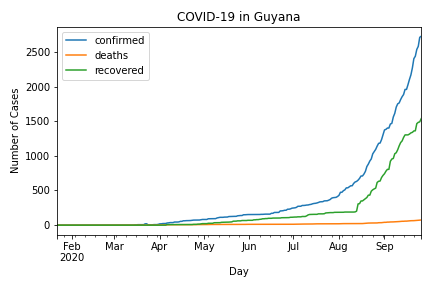 COVID-19 in Guyana
confirmed
deaths
recovered
Number of Cases
2500
2000
1500
1000
500
0
Feb Mar Apr May Jun Jul Aug Sep
2020
Day